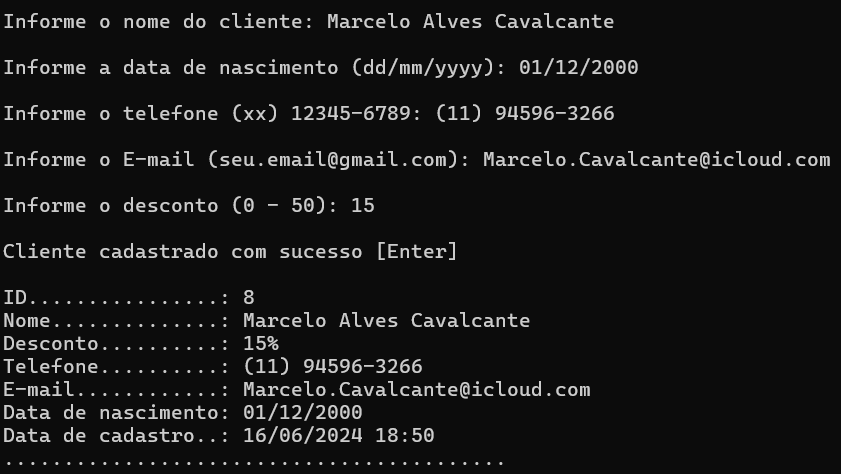 Informe o nome do cliente: Marcelo Alves Cavalcante
Informe a data de nascimento (dd/mm/yyyy): 01/12/2000
Informe o telefone (xx) 12345-6789: (11) 94596-3266
Informe o E-mail (seu.email@gmail.com): Marcelo.Cavalcante@icloud.com
Informe o desconto (0 - 50): 15
Cliente cadastrado com sucesso [Enter]
ID................: 8
Nome..............: Marcelo Alves Cavalcante
Desconto..........: 15%
Telefone..........: (11) 94596-3266
E-mail............: Marcelo.Cavalcante@icloud.com
Data de nascimento: 01/12/2000
Data de cadastro..: 16/06/2024 18:50
..........................................